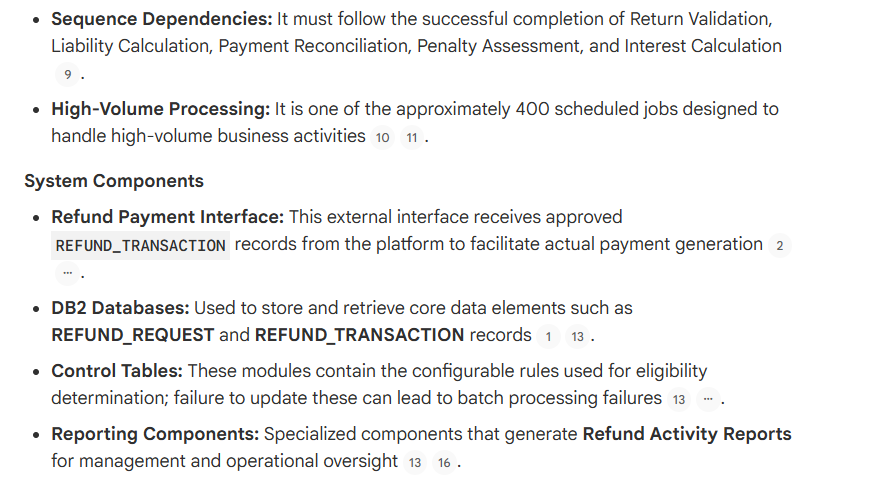 • Sequence Dependencies: It must follow the successful completion of Return Validation,
Liability Calculation, Payment Reconciliation, Penalty Assessment, and Interest Calculation
9 .
• High-Volume Processing: It is one of the approximately 400 scheduled jobs designed to
handle high-volume business activities 10 11 .
System Components
• Refund Payment Interface: This external interface receives approved
REFUND_TRANSACTION records from the platform to facilitate actual payment generation 2
... .
• DB2 Databases: Used to store and retrieve core data elements such as
REFUND_REQUEST and REFUND_TRANSACTION records 1 13 .
• Control Tables: These modules contain the configurable rules used for eligibility
determination; failure to update these can lead to batch processing failures 13 ... .
• Reporting Components: Specialized components that generate Refund Activity Reports
for management and operational oversight 13 16 .